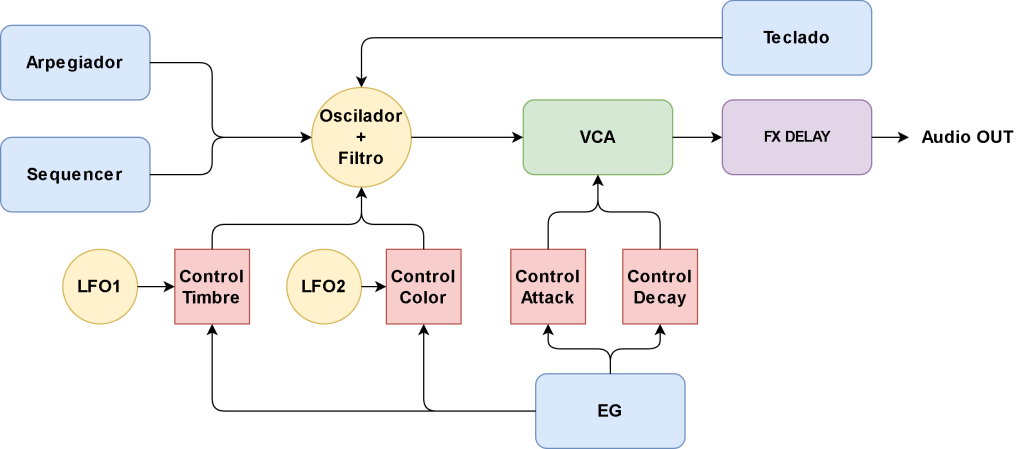 Teclado
Arpegiador
Oscilador
+
Filtro
VCA
FX DELAY
Audio OUT
Sequencer
LFO1
Control
Timbre
LFO2
Control
Color
Control
Attack
Control
Decay
EG